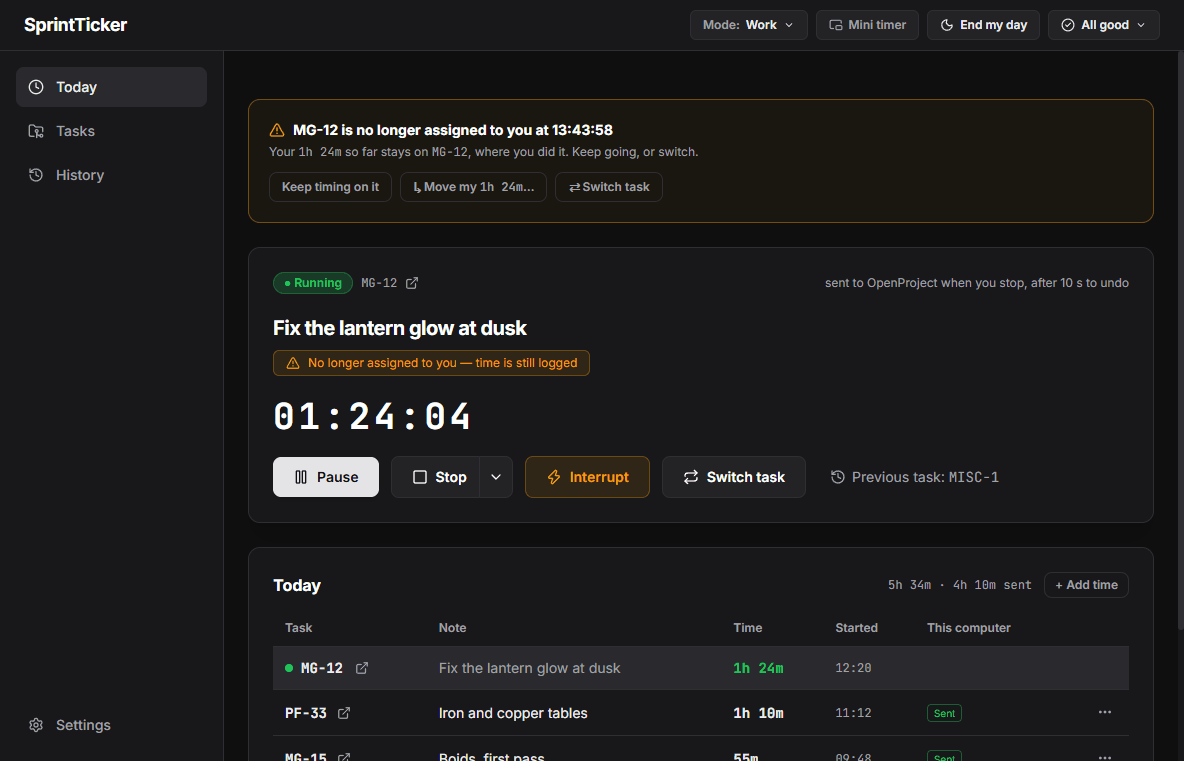 SprintTicker
Mode: Work
Mini timer
End my day
All good
Today
Tasks
History
Settings
MG-12 is no longer assigned to you at 13:43:58
Your 1h 24m so far stays on MG-12, where you did it. Keep going, or switch.
Keep timing on it
Move my 1h 24m…
Switch task
Running MG-12
sent to OpenProject when you stop, after 10 s to undo
Fix the lantern glow at dusk
No longer assigned to you — time is still logged
01:24:04
Pause
Stop
Interrupt
Switch task
Previous task: MISC-1
Today
5h 34m · 4h 10m sent
+ Add time
Task Note Time Started This computer
MG-12 Fix the lantern glow at dusk 1h 24m 12:20
PF-33 Iron and copper tables 1h 10m 11:12 Sent
MG-15 Boids, first pass 55m 09:48 Sent